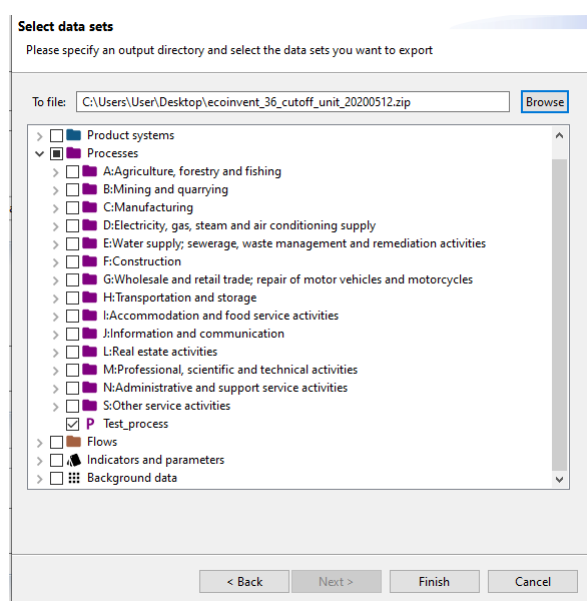 Select data sets
Please specify an output directory and select the data sets you want to export
To file: C:\Users\User\Desktop\ecoinvent_36_cutoff_unit_20200512.zip Browse
Product systems
Processes
A:Agriculture, forestry and fishing
B:Mining and quarrying
C:Manufacturing
D:Electricity, gas, steam and air conditioning supply
E:Water supply; sewerage, waste management and remediation activities
F:Construction
G:Wholesale and retail trade; repair of motor vehicles and motorcycles
H:Transportation and storage
I:Accommodation and food service activities
J:Information and communication
L:Real estate activities
M:Professional, scientific and technical activities
N:Administrative and support service activities
S:Other service activities
P Test_process
Flows
Indicators and parameters
Background data
< Back Next > Finish Cancel